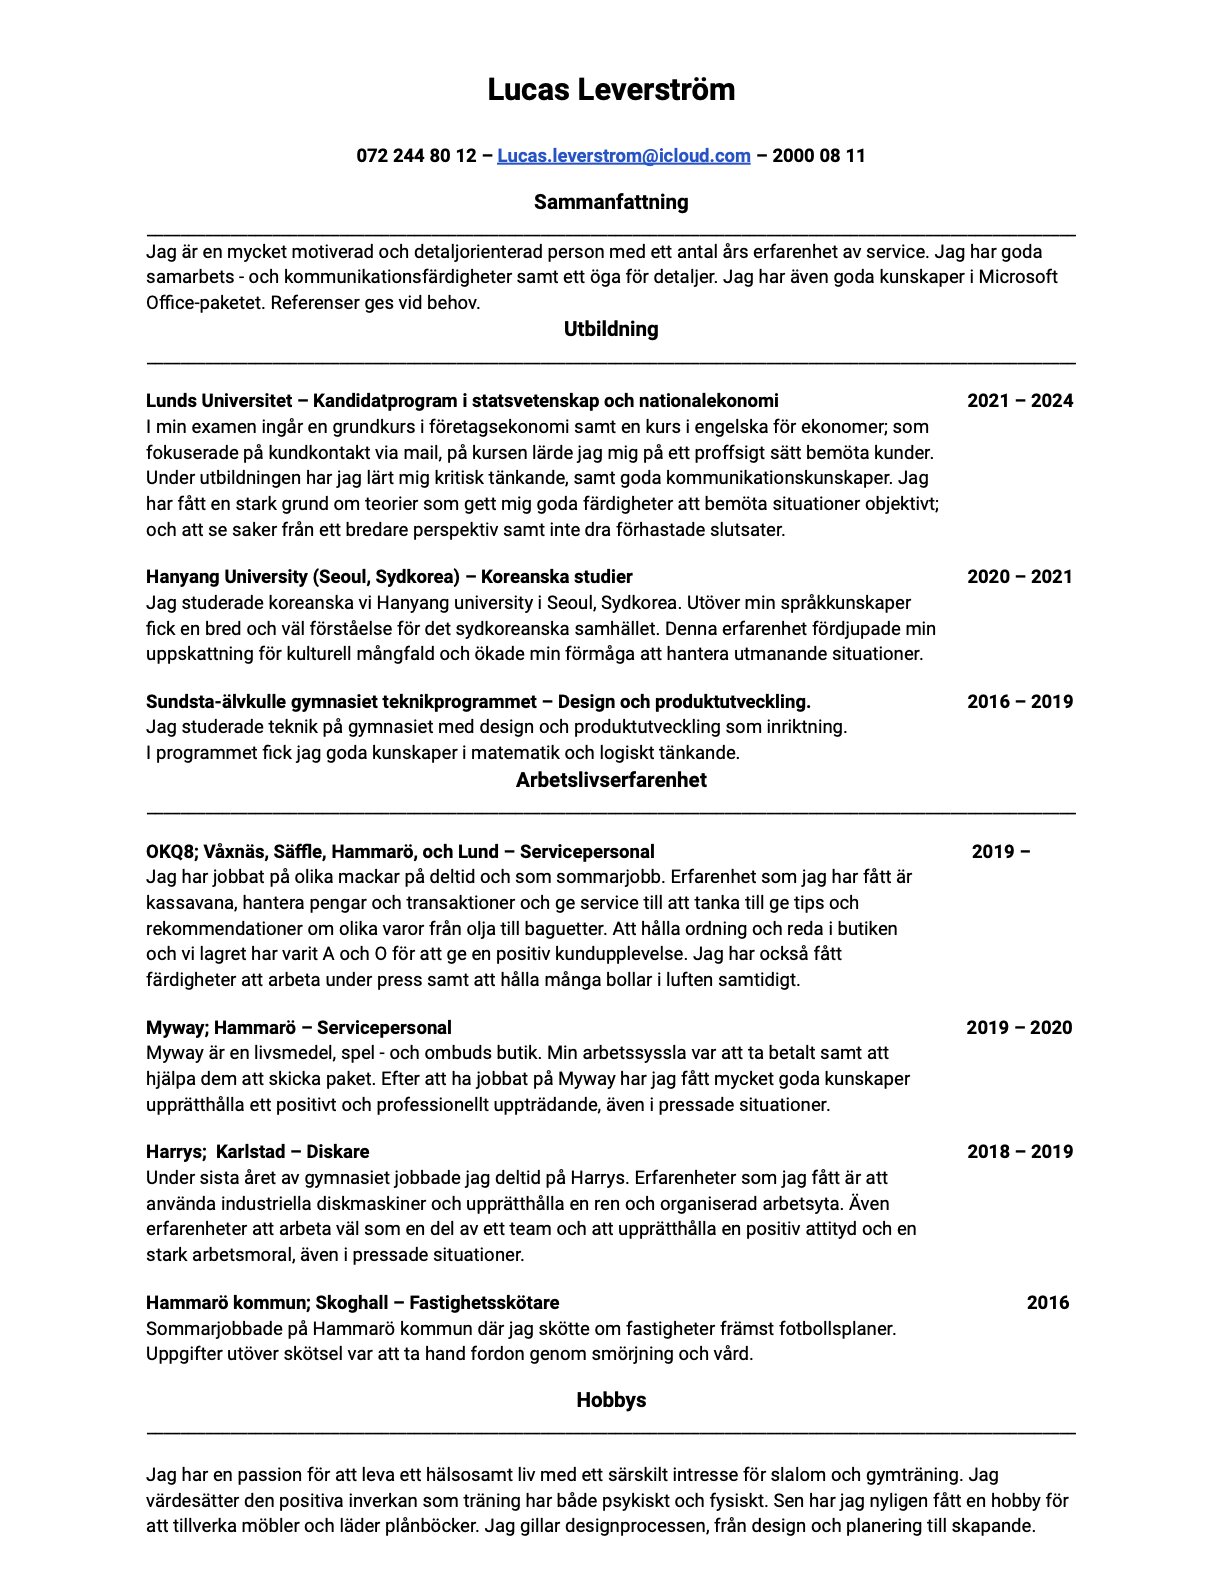 Lucas Leverström
072 244 80 12 – Lucas.leverstrom@icloud.com – 2000 08 11
Sammanfattning
Jag är en mycket motiverad och detaljorienterad person med ett antal års erfarenhet av service. Jag har goda
samarbets - och kommunikationsfärdigheter samt ett öga för detaljer. Jag har även goda kunskaper i Microsoft
Office-paketet. Referenser ges vid behov.
Utbildning
Lunds Universitet – Kandidatprogram i statsvetenskap och nationalekonomi 2021 – 2024
I min examen ingår en grundkurs i företagsekonomi samt en kurs i engelska för ekonomer; som
fokuserade på kundkontakt via mail, på kursen lärde jag mig på ett proffsigt sätt bemöta kunder.
Under utbildningen har jag lärt mig kritisk tänkande, samt goda kommunikationskunskaper. Jag
har fått en stark grund om teorier som gett mig goda färdigheter att bemöta situationer objektivt;
och att se saker från ett bredare perspektiv samt inte dra förhastade slutsater.
Hanyang University (Seoul, Sydkorea) – Koreanska studier 2020 – 2021
Jag studerade koreanska vi Hanyang university i Seoul, Sydkorea. Utöver min språkkunskaper
fick en bred och väl förståelse för det sydkoreanska samhället. Denna erfarenhet fördjupade min
uppskattning för kulturell mångfald och ökade min förmåga att hantera utmanande situationer.
Sundsta-älvkulle gymnasiet teknikprogrammet – Design och produktutveckling. 2016 – 2019
Jag studerade teknik på gymnasiet med design och produktutveckling som inriktning.
I programmet fick jag goda kunskaper i matematik och logiskt tänkande.
Arbetslivserfarenhet
OKQ8; Våxnäs, Säffle, Hammarö, och Lund – Servicepersonal 2019 –
Jag har jobbat på olika mackar på deltid och som sommarjobb. Erfarenhet som jag har fått är
kassavana, hantera pengar och transaktioner och ge service till att tanka till ge tips och
rekommendationer om olika varor från olja till baguetter. Att hålla ordning och reda i butiken
och vi lagret har varit A och O för att ge en positiv kundupplevelse. Jag har också fått
färdigheter att arbeta under press samt att hålla många bollar i luften samtidigt.
Myway; Hammarö – Servicepersonal 2019 – 2020
Myway är en livsmedel, spel - och ombuds butik. Min arbetssyssla var att ta betalt samt att
hjälpa dem att skicka paket. Efter att ha jobbat på Myway har jag fått mycket goda kunskaper
upprätthålla ett positivt och professionellt uppträdande, även i pressade situationer.
Harrys;  Karlstad – Diskare 2018 – 2019
Under sista året av gymnasiet jobbade jag deltid på Harrys. Erfarenheter som jag fått är att
använda industriella diskmaskiner och upprätthålla en ren och organiserad arbetsyta. Även
erfarenheter att arbeta väl som en del av ett team och att upprätthålla en positiv attityd och en
stark arbetsmoral, även i pressade situationer.
Hammarö kommun; Skoghall – Fastighetsskötare 2016
Sommarjobbade på Hammarö kommun där jag skötte om fastigheter främst fotbollsplaner.
Uppgifter utöver skötsel var att ta hand fordon genom smörjning och vård.
Hobbys
Jag har en passion för att leva ett hälsosamt liv med ett särskilt intresse för slalom och gymträning. Jag
värdesätter den positiva inverkan som träning har både psykiskt och fysiskt. Sen har jag nyligen fått en hobby för
att tillverka möbler och läder plånböcker. Jag gillar designprocessen, från design och planering till skapande.